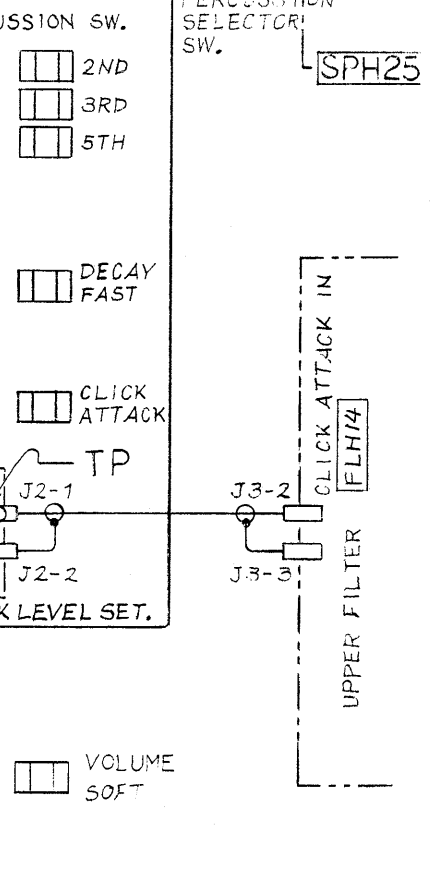 USSION SW.
PERCUSSION
SELECTOR
SW.
SPH25
2ND
3RD
5TH
DECAY
FAST
CLICK
ATTACK
TP
J2-1
J2-2
K LEVEL SET.
J3-2
J3-3
CLICK ATTACK IN
FLH14
UPPER FILTER
VOLUME
SOFT